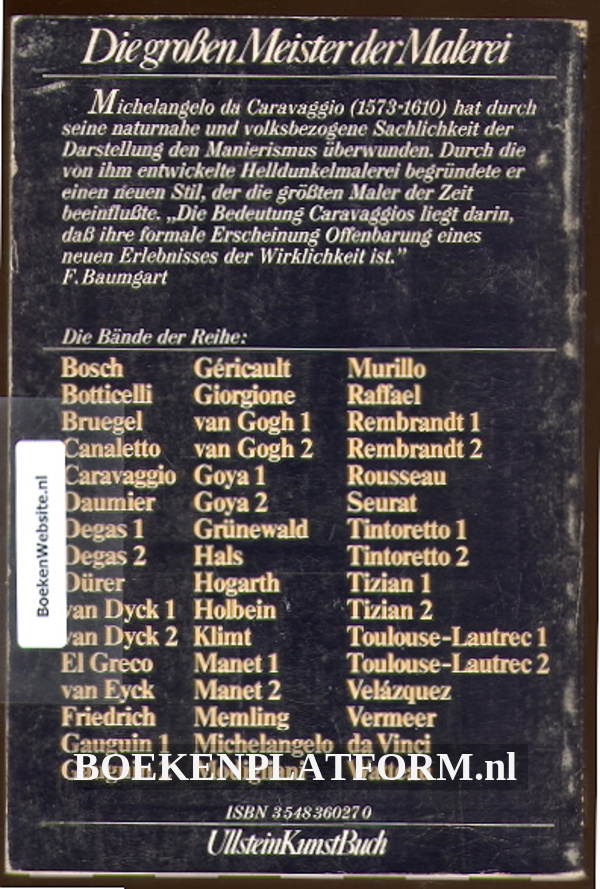 Die großen Meister der Malerei
Michelangelo da Caravaggio (1573-1610) hat durch
seine naturnahe und volksbezogene Sachlichkeit der
Darstellung den Manierismus überwunden. Durch die
von ihm entwickelte Helldunkelmalerei begründete er
einen neuen Stil, der die größten Maler der Zeit
beeinflußte. „Die Bedeutung Caravaggios liegt darin,
daß ihre formale Erscheinung Offenbarung eines
neuen Erlebnisses der Wirklichkeit ist.”
F. Baumgart
Die Bände der Reihe:
Bosch
Botticelli
Bruegel
Canaletto
Caravaggio
Daumier
Degas 1
Degas 2
Dürer
van Dyck 1
van Dyck 2
El Greco
van Eyck
Friedrich
Gauguin 1
Géricault
Giorgione
van Gogh 1
van Gogh 2
Goya 1
Goya 2
Grünewald
Hals
Hogarth
Holbein
Klimt
Manet 1
Manet 2
Memling
Michelangelo
Murillo
Raffael
Rembrandt 1
Rembrandt 2
Rousseau
Seurat
Tintoretto 1
Tintoretto 2
Tizian 1
Tizian 2
Toulouse-Lautrec 1
Toulouse-Lautrec 2
Velázquez
Vermeer
da Vinci
BOEKENPLATFORM.nl
ISBN 3 548 36027 0
UllsteinKunstBuch
BoekenWebsite.nl